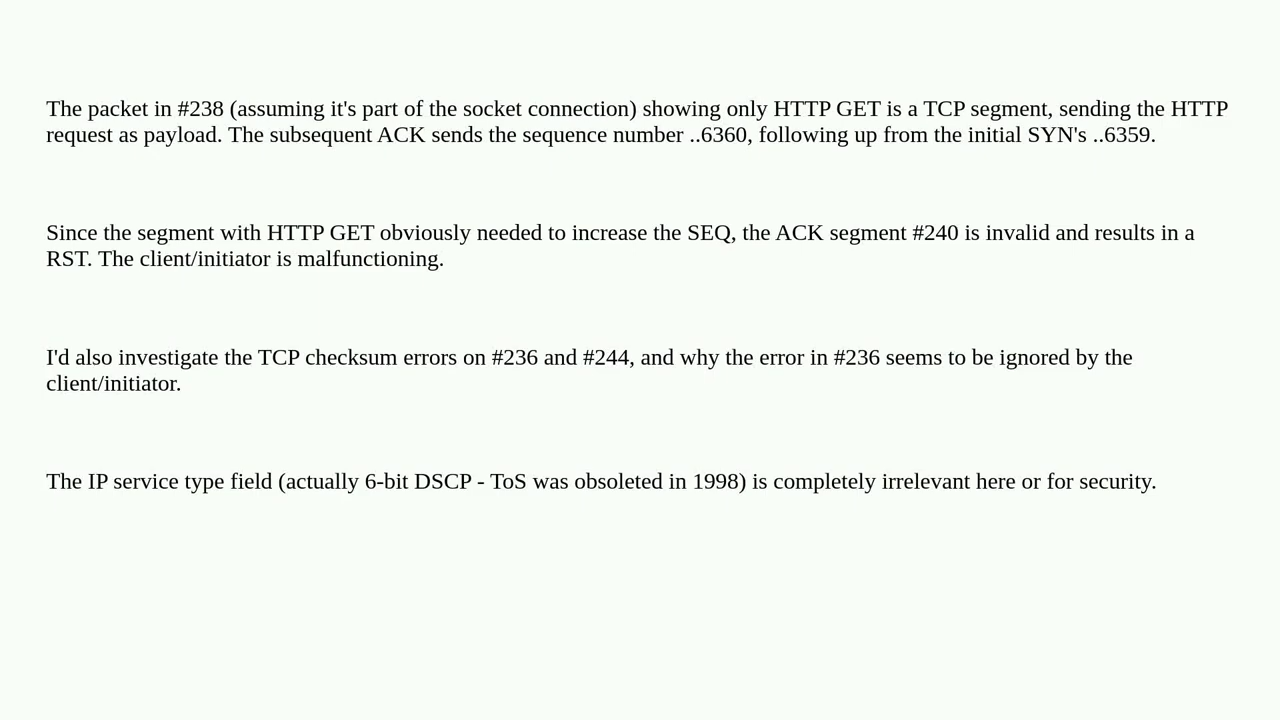 The packet in #238 (assuming it's part of the socket connection) showing only HTTP GET is a TCP segment, sending the HTTP
request as payload. The subsequent ACK sends the sequence number ..6360, following up from the initial SYN's ..6359.
Since the segment with HTTP GET obviously needed to increase the SEQ, the ACK segment #240 is invalid and results in a
RST. The client/initiator is malfunctioning.
I'd also investigate the TCP checksum errors on #236 and #244, and why the error in #236 seems to be ignored by the
client/initiator.
The IP service type field (actually 6-bit DSCP - ToS was obsoleted in 1998) is completely irrelevant here or for security.